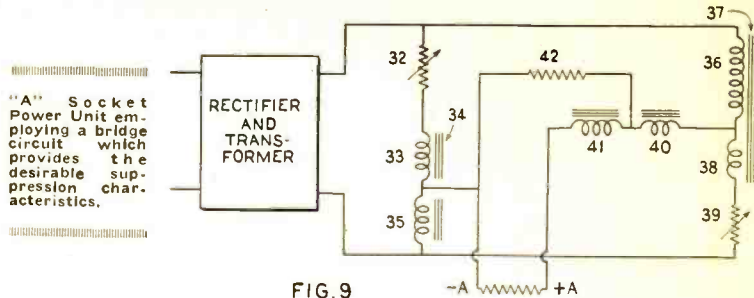 "A" Socket
Power Unit em-
ploying a bridge
circuit which
provides the
desirable sup-
pression char-
acteristics.
RECTIFIER
AND
TRANS-
FORMER
32
34
33
35
42
41
40
37
36
38
39
-A
+A
FIG.9